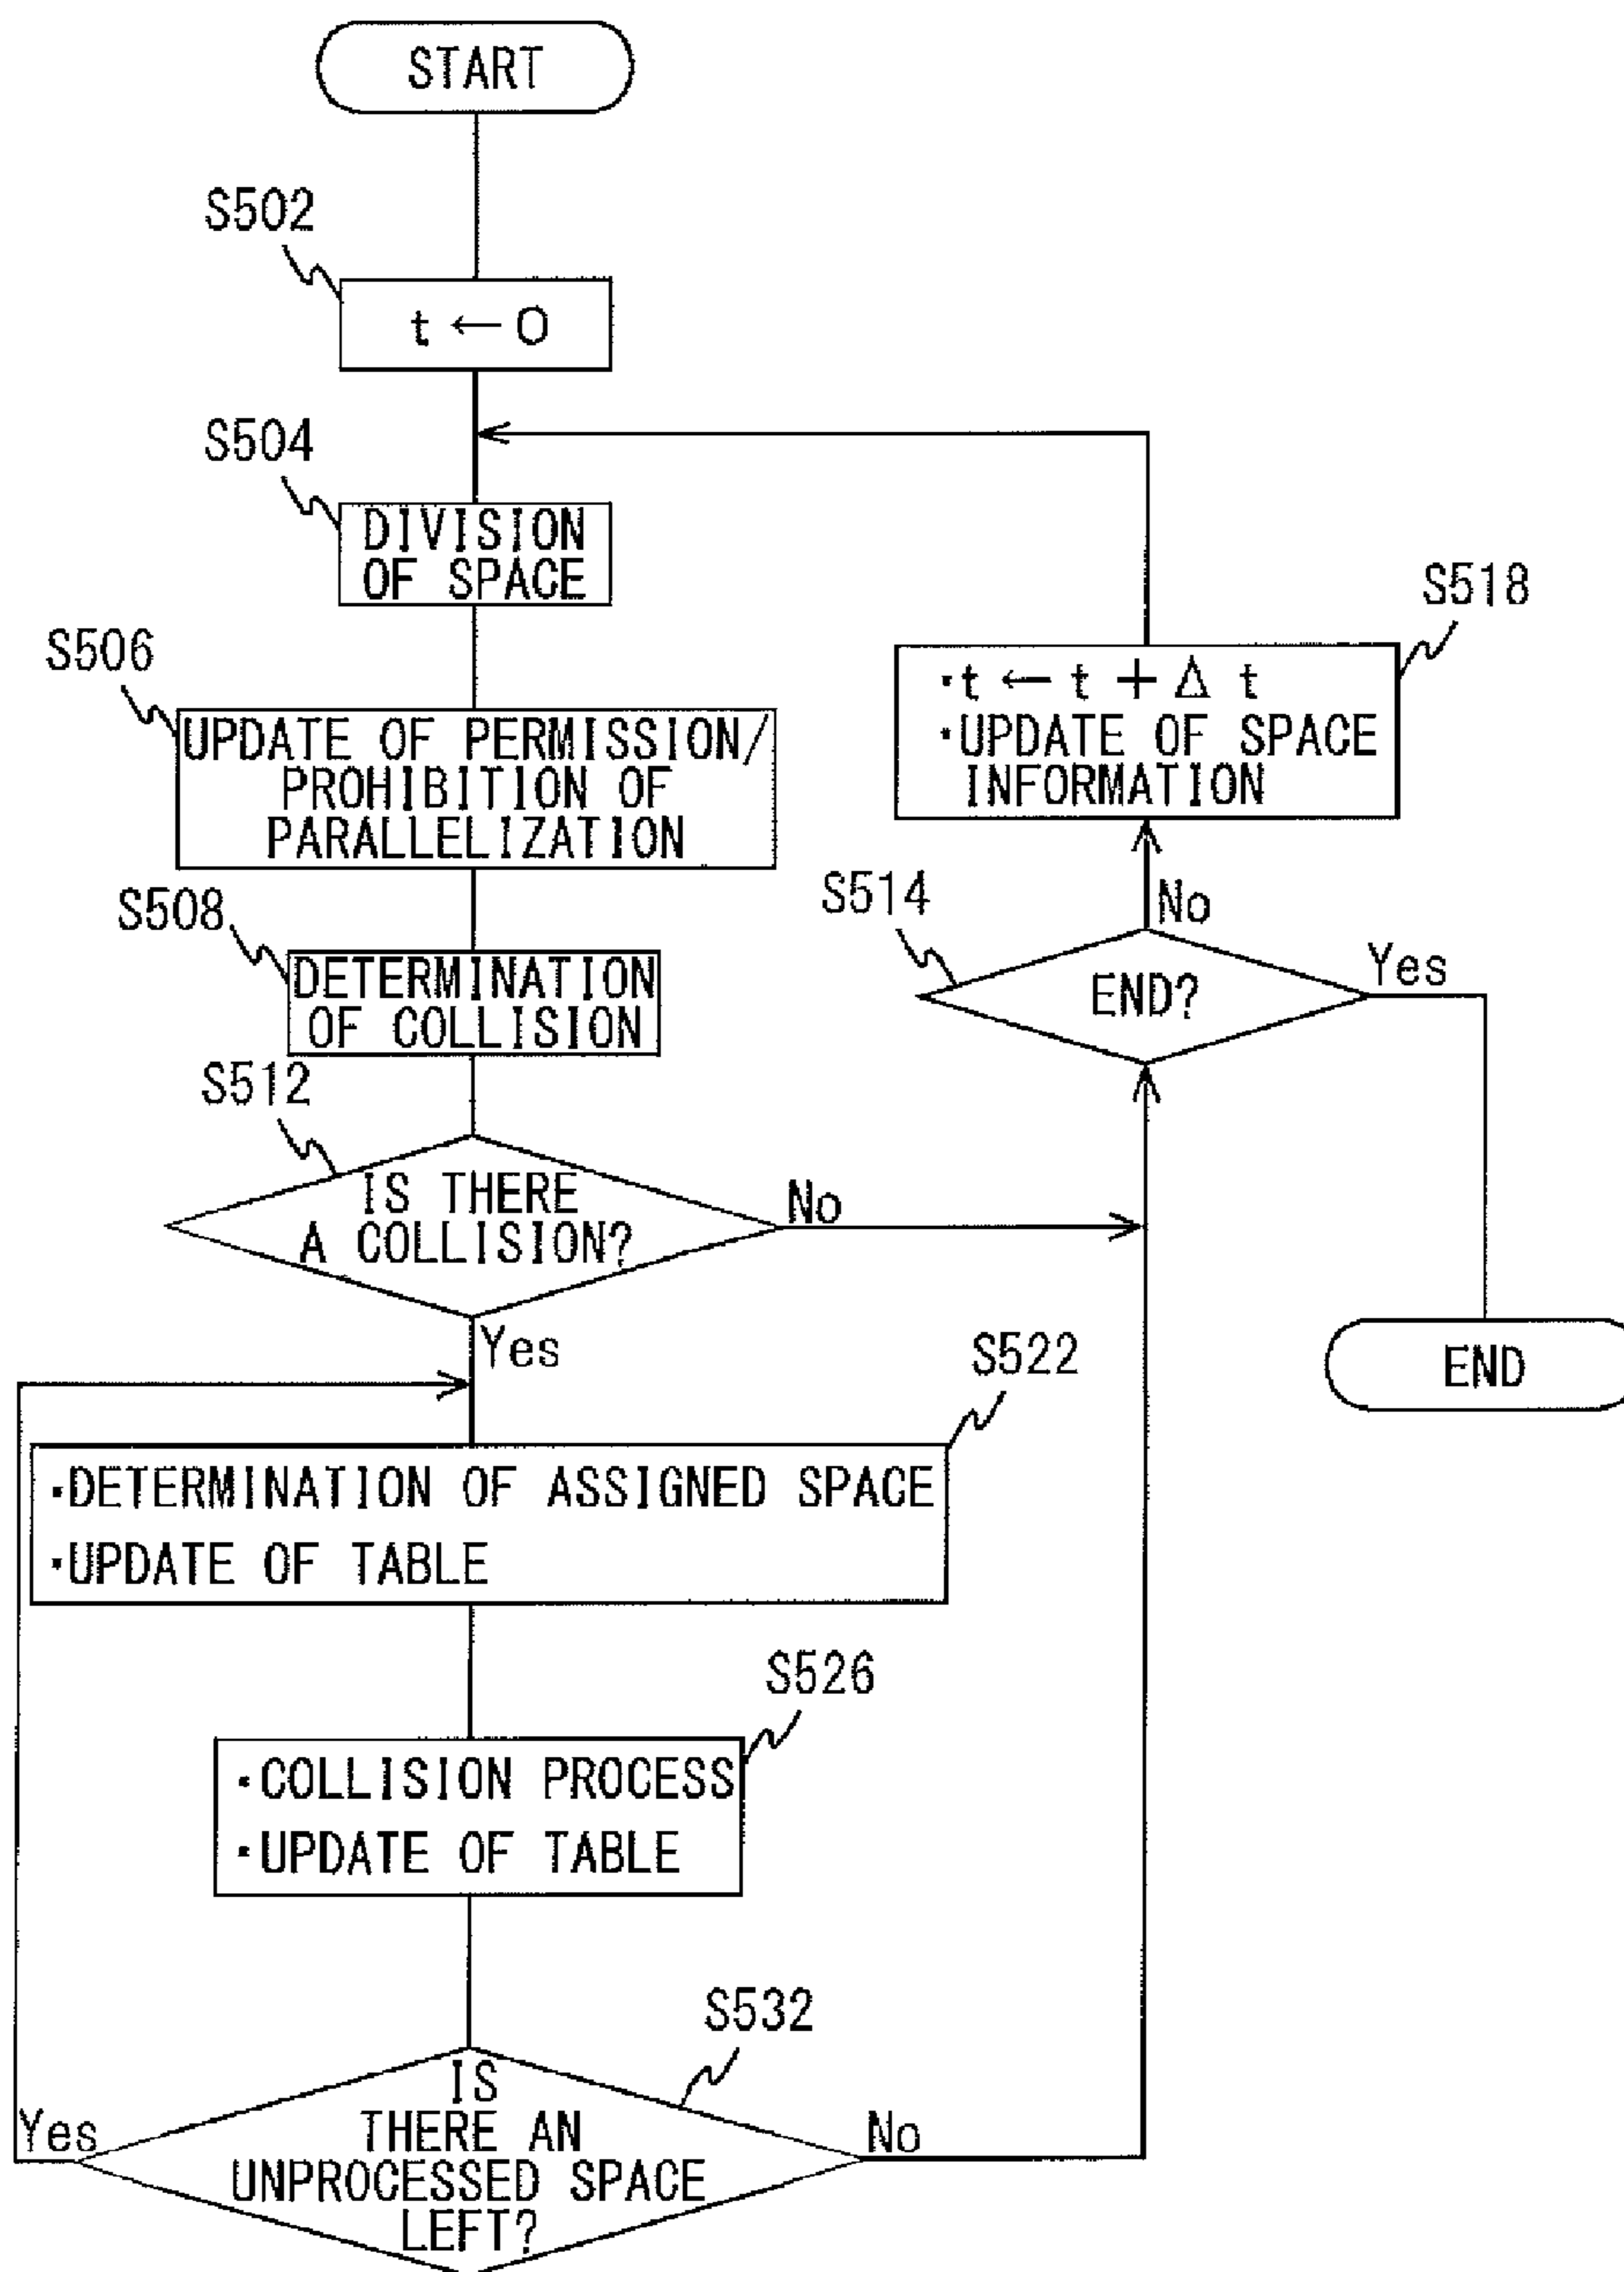 START
S502
t ← 0
S504
DIVISION
OF SPACE
S506
UPDATE OF PERMISSION/
PROHIBITION OF
PARALLELIZATION
S508
DETERMINATION
OF COLLISION
S512
IS THERE
A COLLISION?
No
Yes
S522
・DETERMINATION OF ASSIGNED SPACE
・UPDATE OF TABLE
S526
・COLLISION PROCESS
・UPDATE OF TABLE
S532
IS
THERE AN
UNPROCESSED SPACE
LEFT?
Yes
No
S514
END?
No
Yes
S518
・t ← t + Δ t
・UPDATE OF SPACE
INFORMATION
END